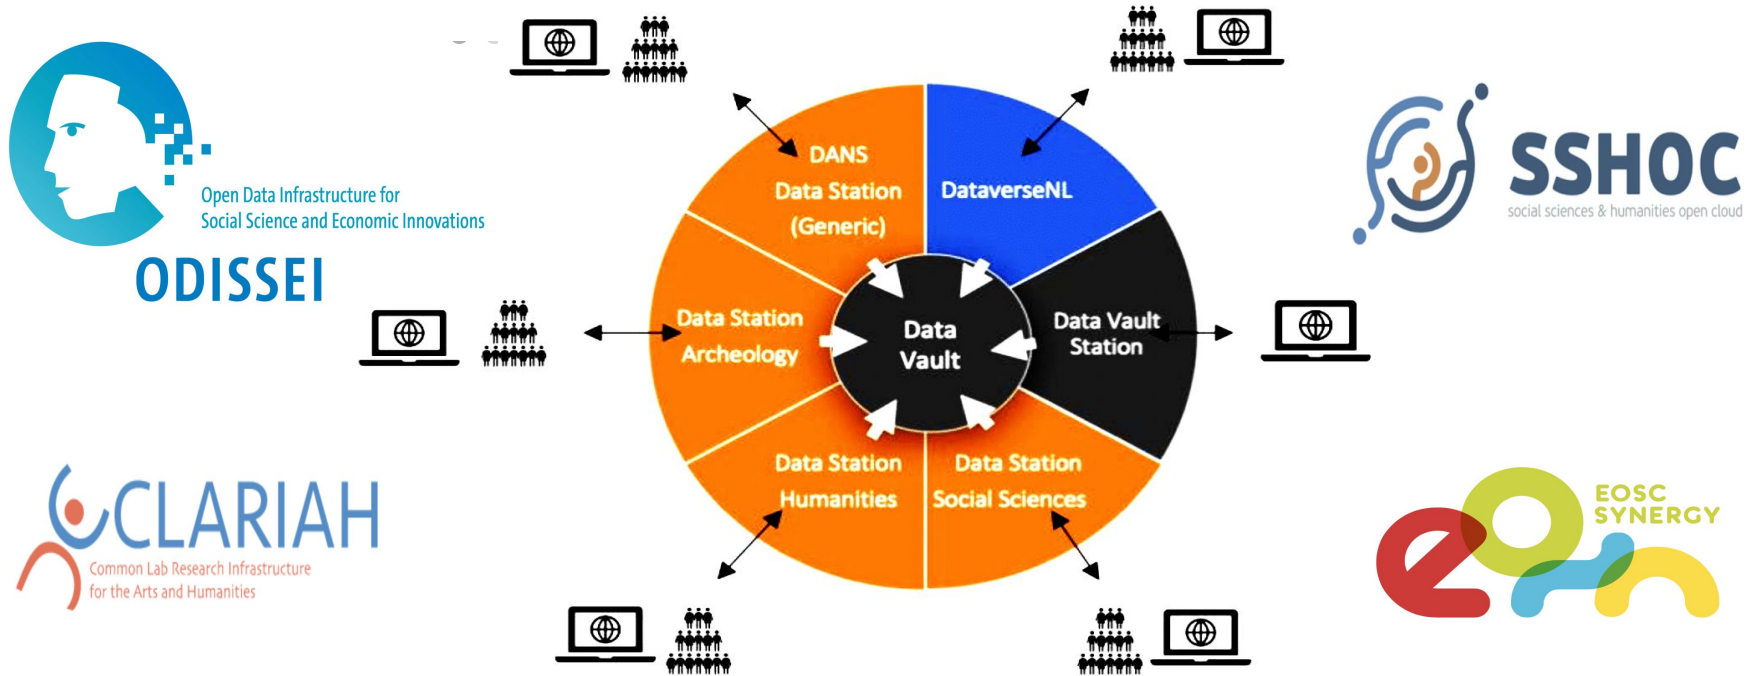 Open Data Infrastructure for
Social Science and Economic Innovations
ODISSEI
DANS
Data Station
(Generic)
DataverseNL
SSHOC
social sciences & humanities open cloud
Data Station
Archeology
Data
Vault
Data Vault
Station
Data Station
Humanities
Data Station
Social Sciences
CLARIAH
Common Lab Research Infrastructure
for the Arts and Humanities
EOSC
SYNERGY